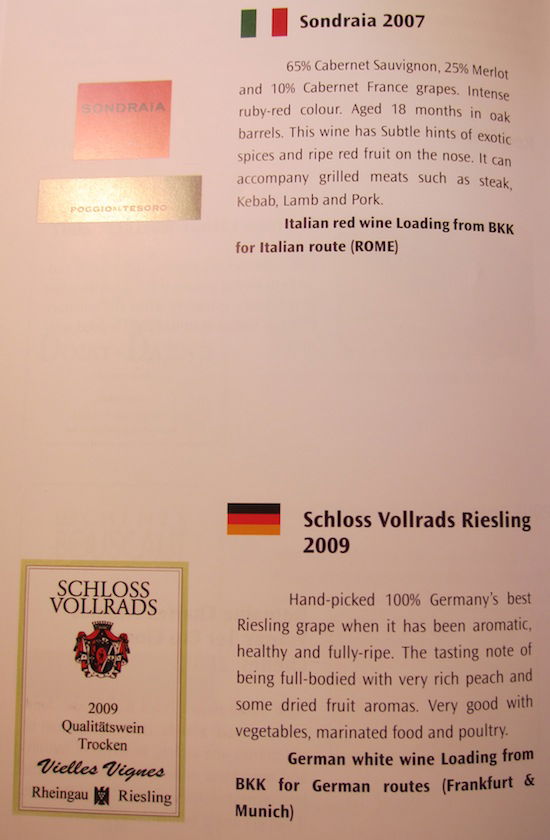 Sondraia 2007
65% Cabernet Sauvignon, 25% Merlot
and 10% Cabernet France grapes. Intense
ruby-red colour. Aged 18 months in oak
barrels. This wine has Subtle hints of exotic
spices and ripe red fruit on the nose. It can
accompany grilled meats such as steak,
Kebab, Lamb and Pork.
Italian red wine Loading from BKK
for Italian route (ROME)
SONDRAIA
POGGIO AL TESORO
Schloss Vollrads Riesling
2009
Hand-picked 100% Germany's best
Riesling grape when it has been aromatic,
healthy and fully-ripe. The tasting note of
being full-bodied with very rich peach and
some dried fruit aromas. Very good with
vegetables, marinated food and poultry.
German white wine Loading from
BKK for German routes (Frankfurt &
Munich)
SCHLOSS
VOLLRADS
2009
Qualitätswein
Trocken
Vielles Vignes
Rheingau Riesling